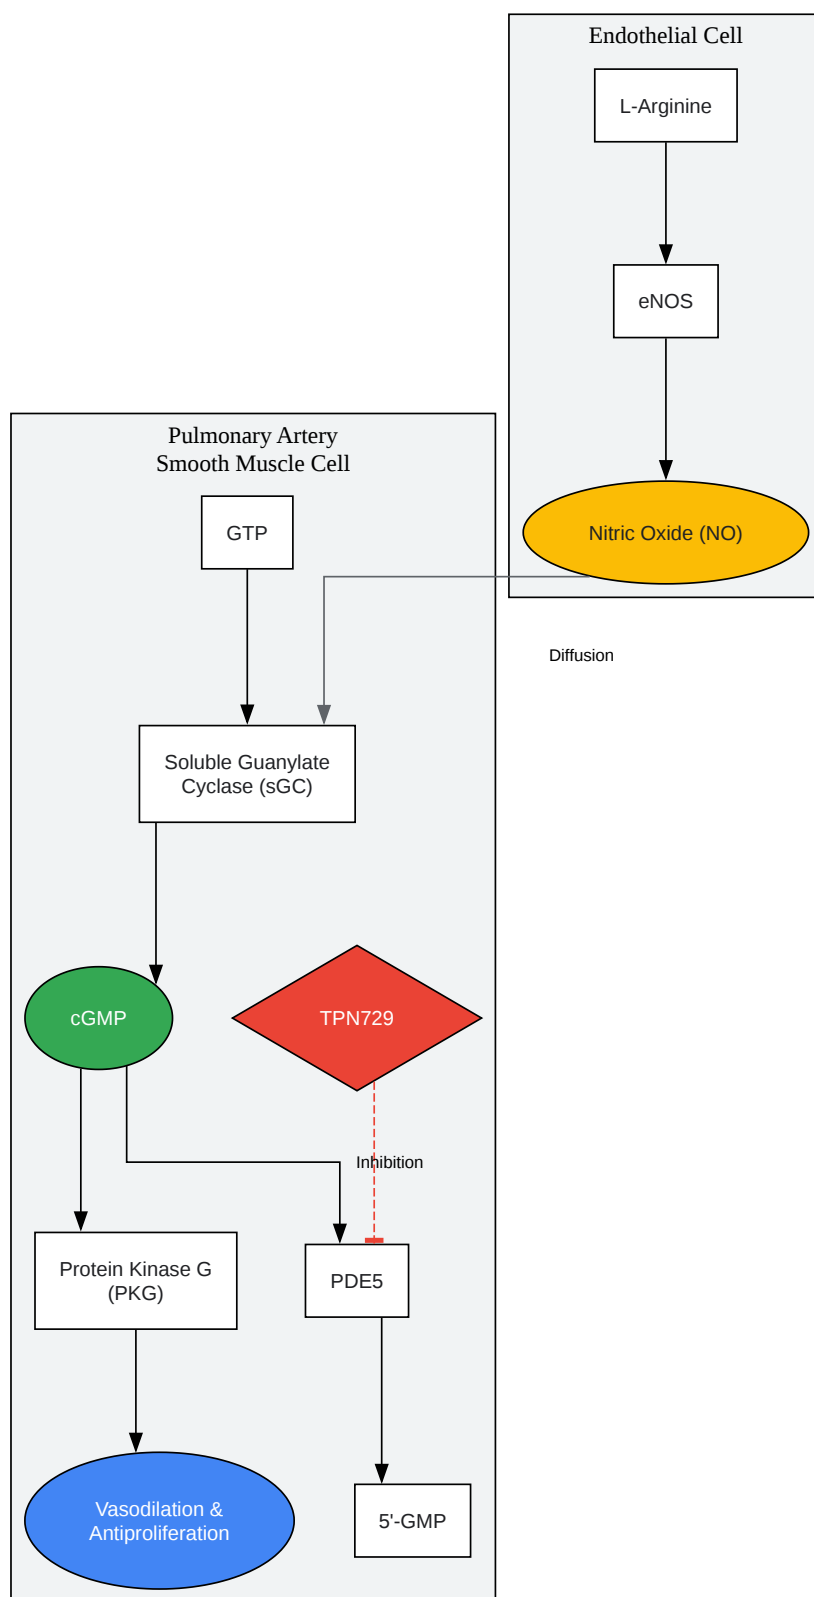 Endothelial Cell
L-Arginine
eNOS
Nitric Oxide (NO)
Diffusion
Pulmonary Artery
Smooth Muscle Cell
GTP
Soluble Guanylate
Cyclase (sGC)
cGMP
TPN729
Inhibition
Protein Kinase G
(PKG)
PDE5
Vasodilation &
Antiproliferation
5'-GMP